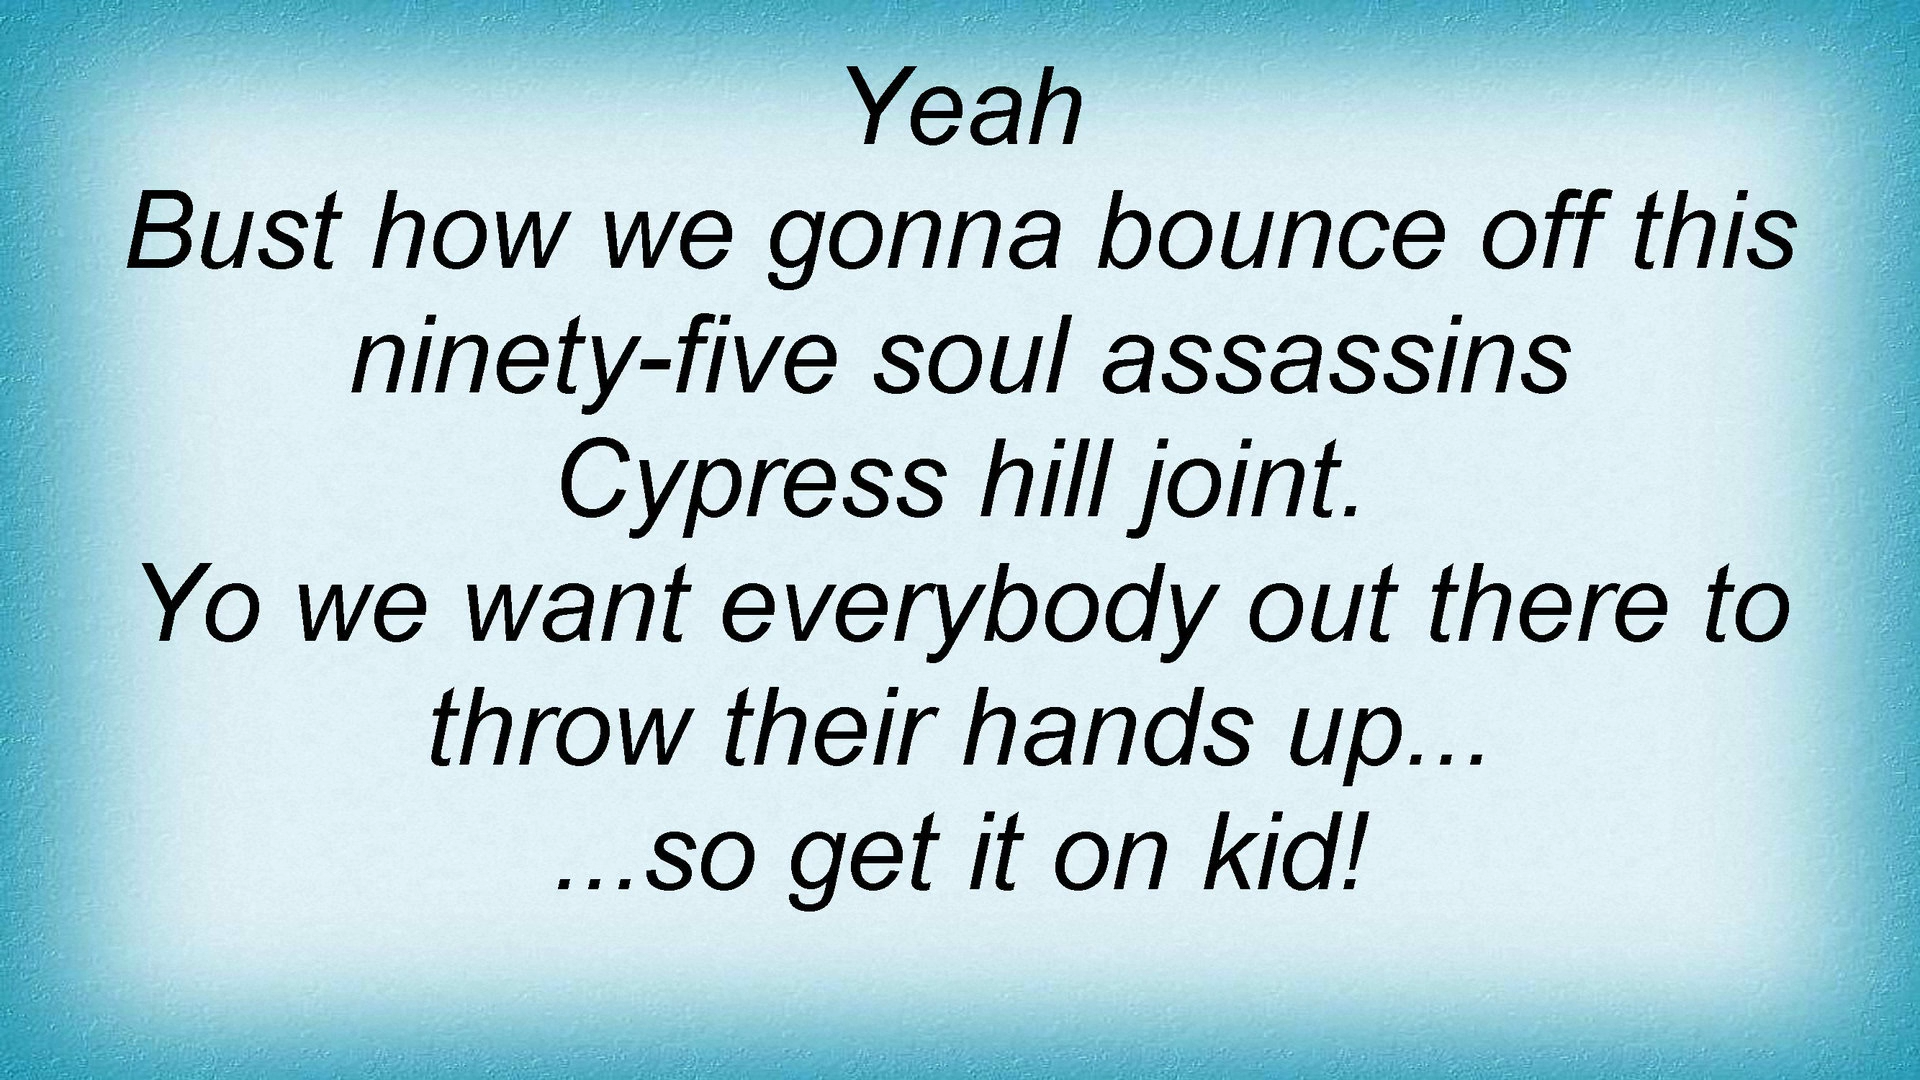 Yeah
Bust how we gonna bounce off this
ninety-five soul assassins
Cypress hill joint.
Yo we want everybody out there to
throw their hands up...
...so get it on kid!